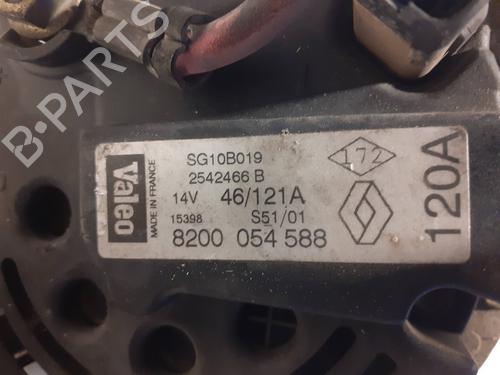 B-PARTS
Valeo
MADE IN FRANCE
SG10B019
2542466 B
14V 46/121A
15398 S51/01
8200 054 588
172
120A